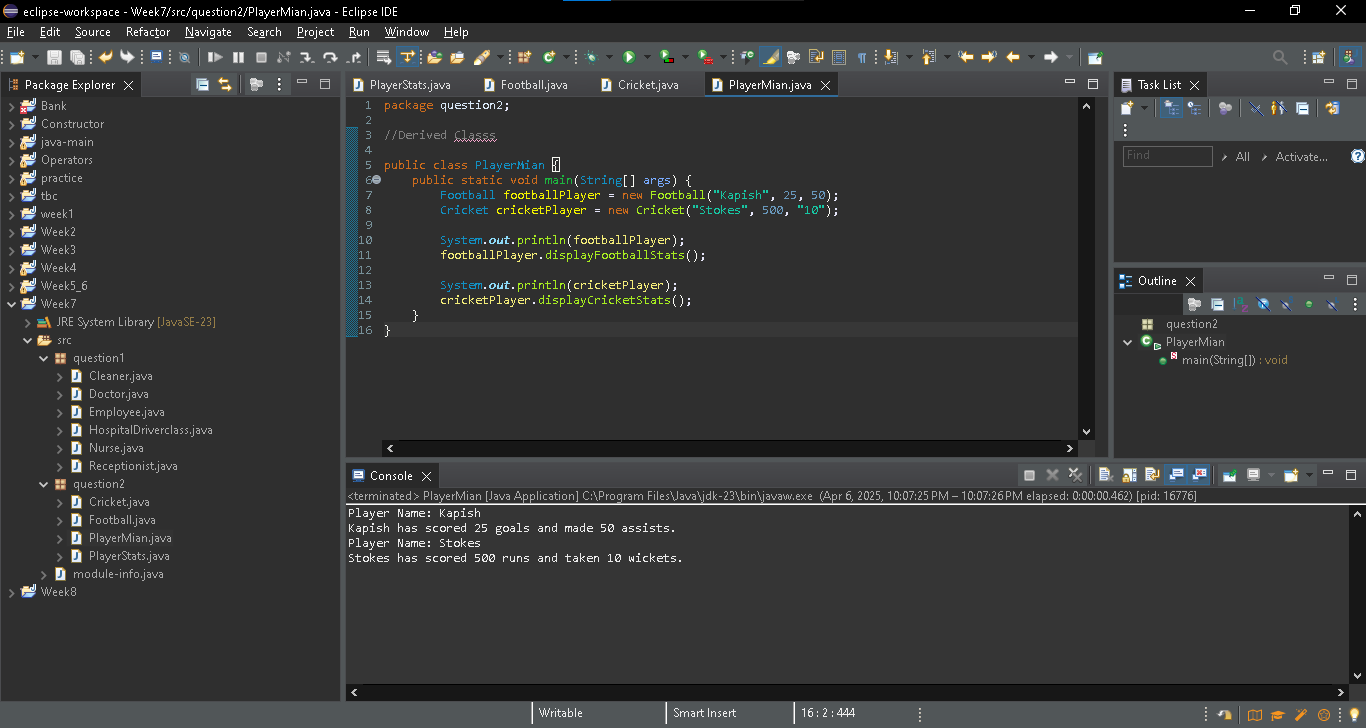 eclipse-workspace - Week7/src/question2/PlayerMian.java - Eclipse IDE
File Edit Source Refactor Navigate Search Project Run Window Help
Package Explorer
Bank
Constructor
java-main
Operators
practice
tbc
week1
Week2
Week3
Week4
Week5_6
Week7
JRE System Library [JavaSE-23]
src
question1
Cleaner.java
Doctor.java
Employee.java
HospitalDriverclass.java
Nurse.java
Receptionist.java
question2
Cricket.java
Football.java
PlayerMian.java
PlayerStats.java
module-info.java
Week8
PlayerStats.java Football.java Cricket.java PlayerMian.java
1 package question2;
2
3 //Derived Classs
4
5 public class PlayerMian {
6 public static void main(String[] args) {
7 Football footballPlayer = new Football("Kapish", 25, 50);
8 Cricket cricketPlayer = new Cricket("Stokes", 500, "10");
9
10 System.out.println(footballPlayer);
11 footballPlayer.displayFootballStats();
12
13 System.out.println(cricketPlayer);
14 cricketPlayer.displayCricketStats();
15 }
16 }
Task List
Find All Activate...
Outline
question2
PlayerMian
main(String[]) : void
Console
<terminated> PlayerMian [Java Application] C:\Program Files\Java\jdk-23\bin\javaw.exe (Apr 6, 2025, 10:07:25 PM – 10:07:26 PM elapsed: 0:00:00.462) [pid: 16776]
Player Name: Kapish
Kapish has scored 25 goals and made 50 assists.
Player Name: Stokes
Stokes has scored 500 runs and taken 10 wickets.
Writable Smart Insert 16 : 2 : 444